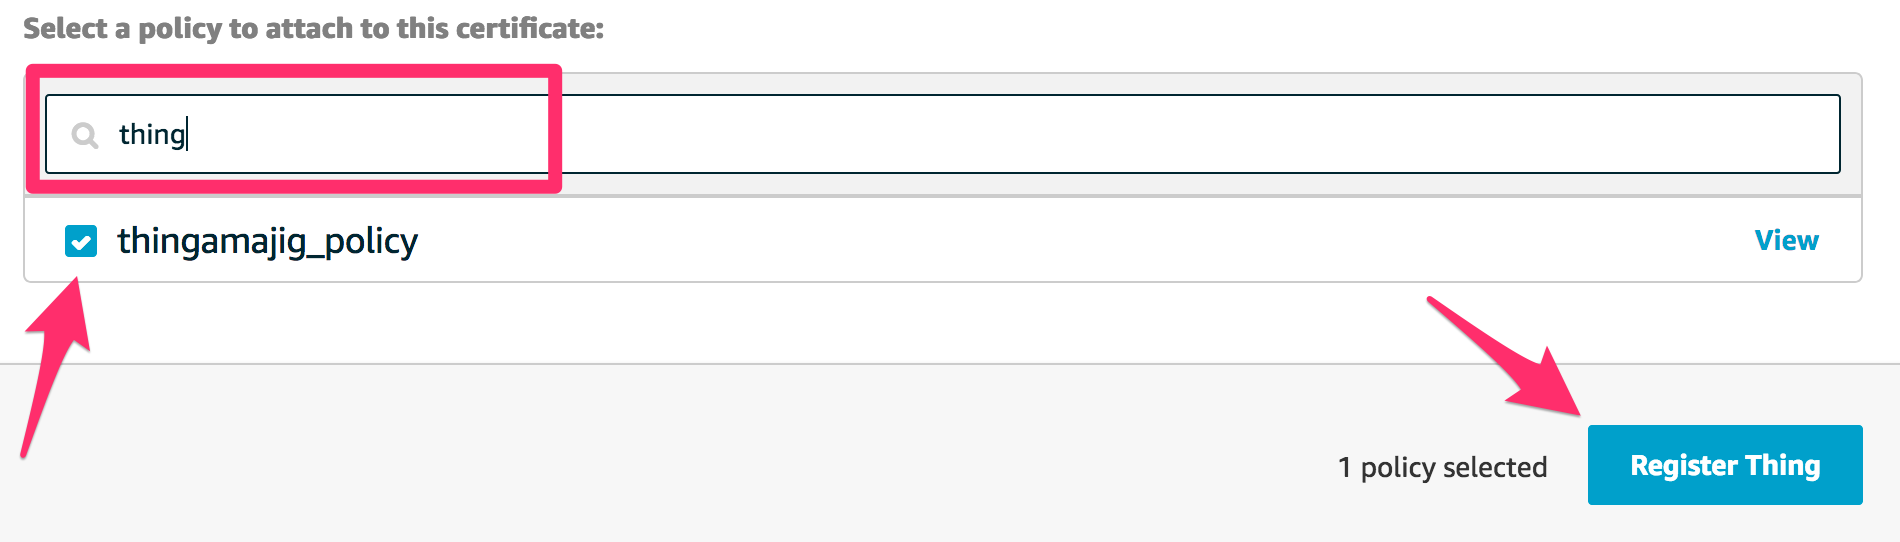 Select a policy to attach to this certificate:
thing
thingamajig_policy View
1 policy selected Register Thing